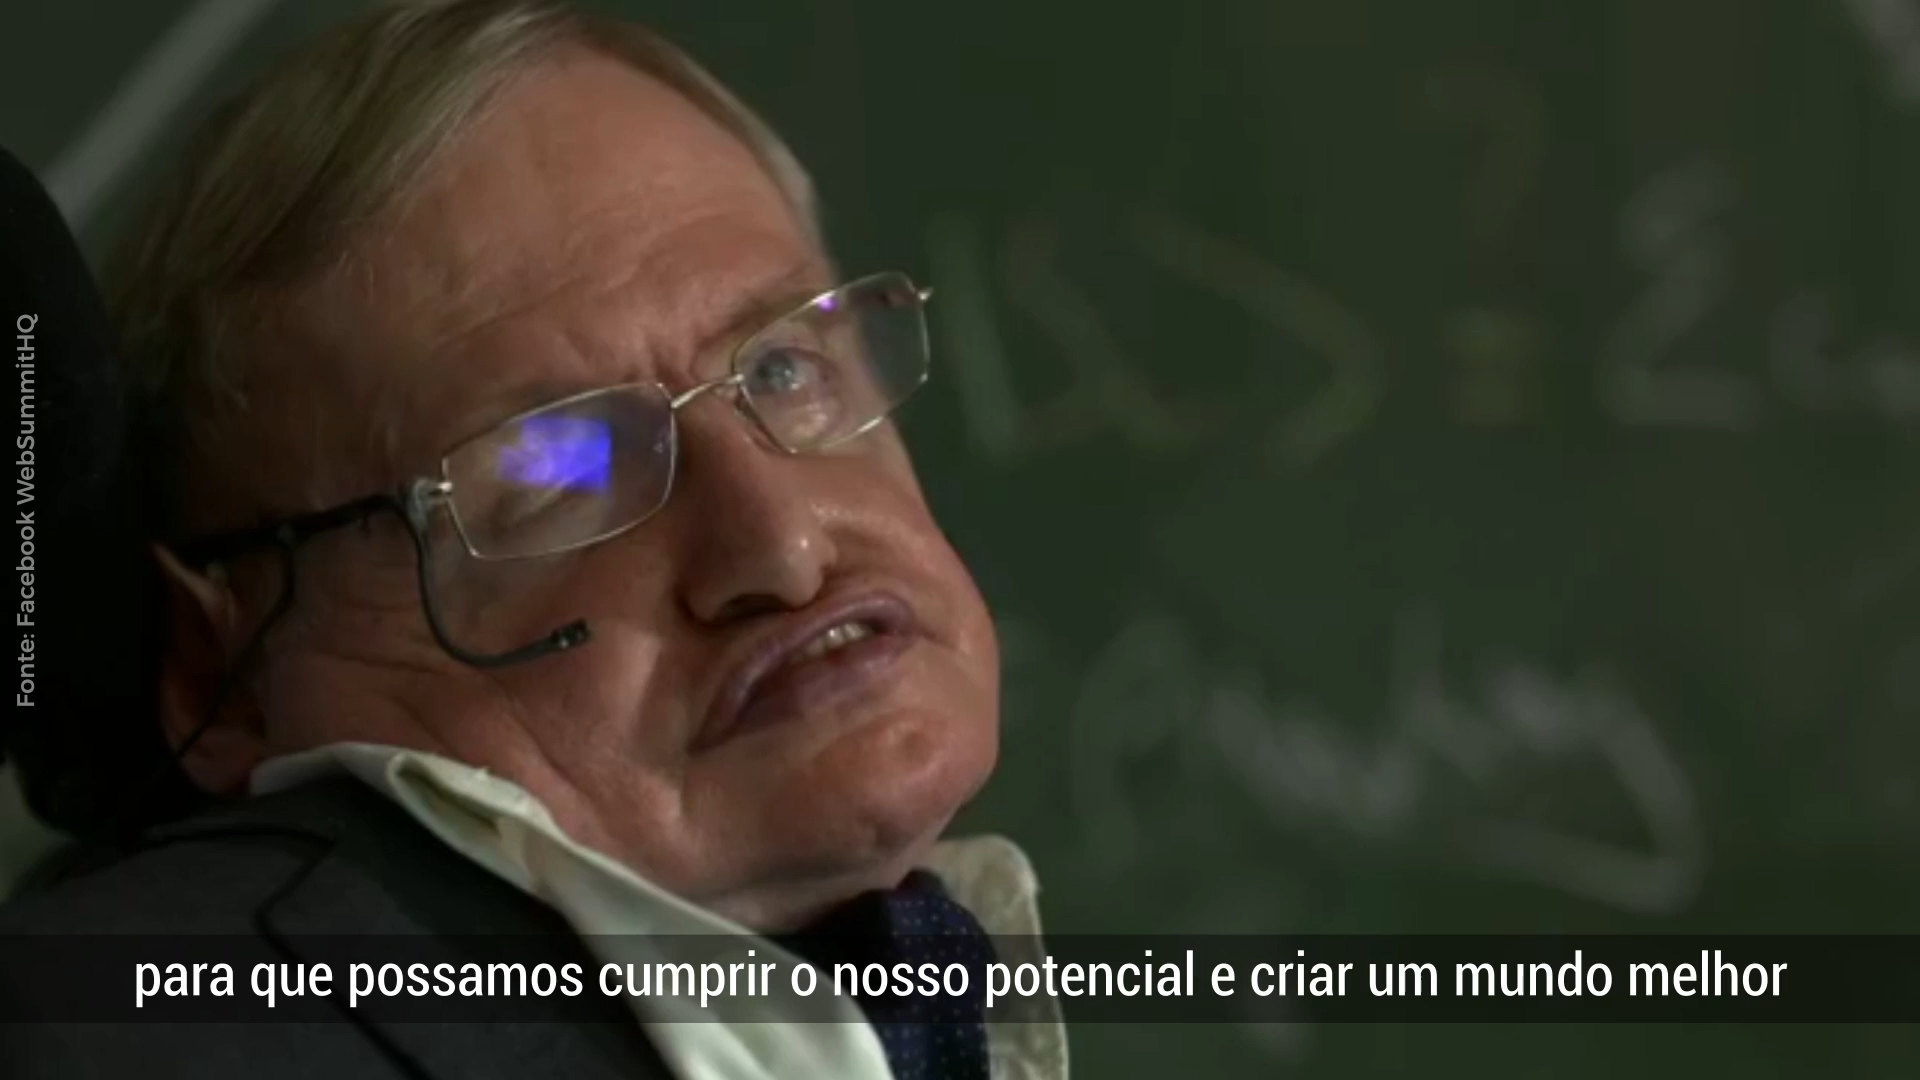 Fonte: Facebook WebSummitHQ
para que possamos cumprir o nosso potencial e criar um mundo melhor